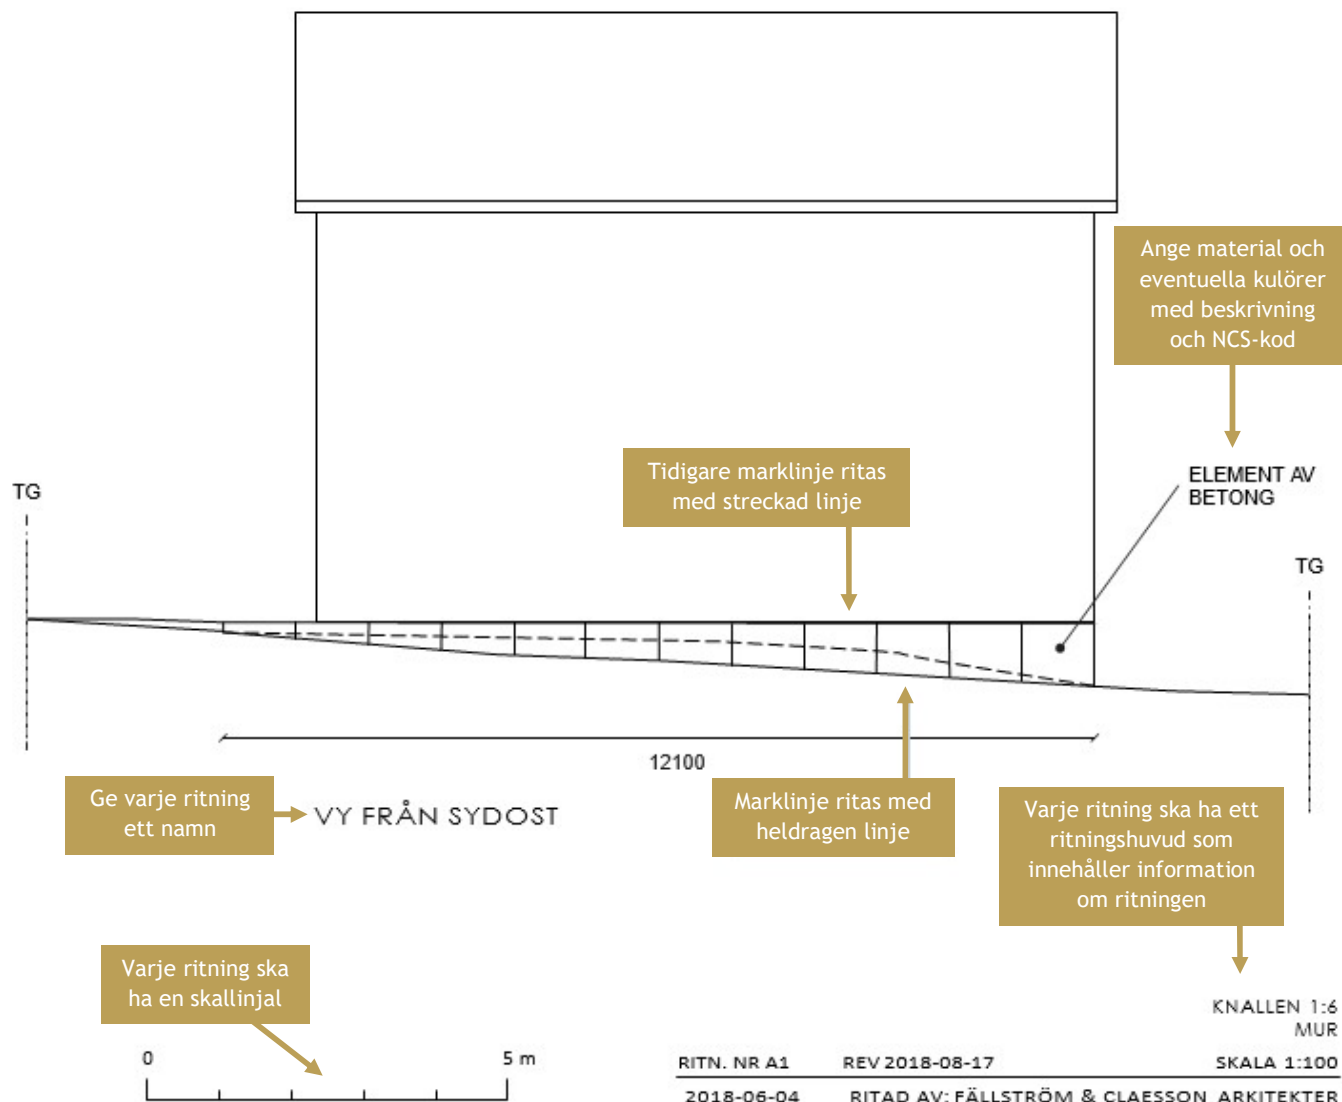 Ange material och
eventuella kulörer
med beskrivning
och NCS-kod
Tidigare marklinje ritas
med streckad linje
ELEMENT AV
BETONG
TG
TG
12100
Ge varje ritning
ett namn
VY FRÅN SYDOST
Marklinje ritas med
heldragen linje
Varje ritning ska ha ett
ritningshuvud som
innehåller information
om ritningen
Varje ritning ska
ha en skallinjal
0 5 m
KNALLEN 1:6
MUR
RITN. NR A1 REV 2018-08-17 SKALA 1:100
2018-06-04 RITAD AV: FÄLLSTRÖM & CLAESSON ARKITEKTER